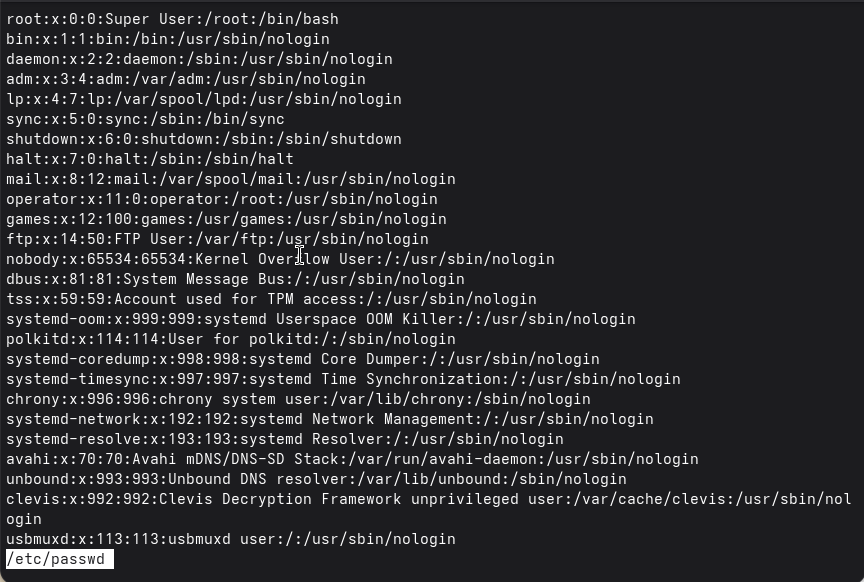 root:x:0:0:Super User:/root:/bin/bash
bin:x:1:1:bin:/bin:/usr/sbin/nologin
daemon:x:2:2:daemon:/sbin:/usr/sbin/nologin
adm:x:3:4:adm:/var/adm:/usr/sbin/nologin
lp:x:4:7:lp:/var/spool/lpd:/usr/sbin/nologin
sync:x:5:0:sync:/sbin:/bin/sync
shutdown:x:6:0:shutdown:/sbin:/sbin/shutdown
halt:x:7:0:halt:/sbin:/sbin/halt
mail:x:8:12:mail:/var/spool/mail:/usr/sbin/nologin
operator:x:11:0:operator:/root:/usr/sbin/nologin
games:x:12:100:games:/usr/games:/usr/sbin/nologin
ftp:x:14:50:FTP User:/var/ftp:/usr/sbin/nologin
nobody:x:65534:65534:Kernel Overflow User:/:/usr/sbin/nologin
dbus:x:81:81:System Message Bus:/:/usr/sbin/nologin
tss:x:59:59:Account used for TPM access:/:/usr/sbin/nologin
systemd-oom:x:999:999:systemd Userspace OOM Killer:/:/usr/sbin/nologin
polkitd:x:114:114:User for polkitd:/:/sbin/nologin
systemd-coredump:x:998:998:systemd Core Dumper:/:/usr/sbin/nologin
systemd-timesync:x:997:997:systemd Time Synchronization:/:/usr/sbin/nologin
chrony:x:996:996:chrony system user:/var/lib/chrony:/sbin/nologin
systemd-network:x:192:192:systemd Network Management:/:/usr/sbin/nologin
systemd-resolve:x:193:193:systemd Resolver:/:/usr/sbin/nologin
avahi:x:70:70:Avahi mDNS/DNS-SD Stack:/var/run/avahi-daemon:/usr/sbin/nologin
unbound:x:993:993:Unbound DNS resolver:/var/lib/unbound:/sbin/nologin
clevis:x:992:992:Clevis Decryption Framework unprivileged user:/var/cache/clevis:/usr/sbin/nol
ogin
usbmuxd:x:113:113:usbmuxd user:/:/usr/sbin/nologin
/etc/passwd